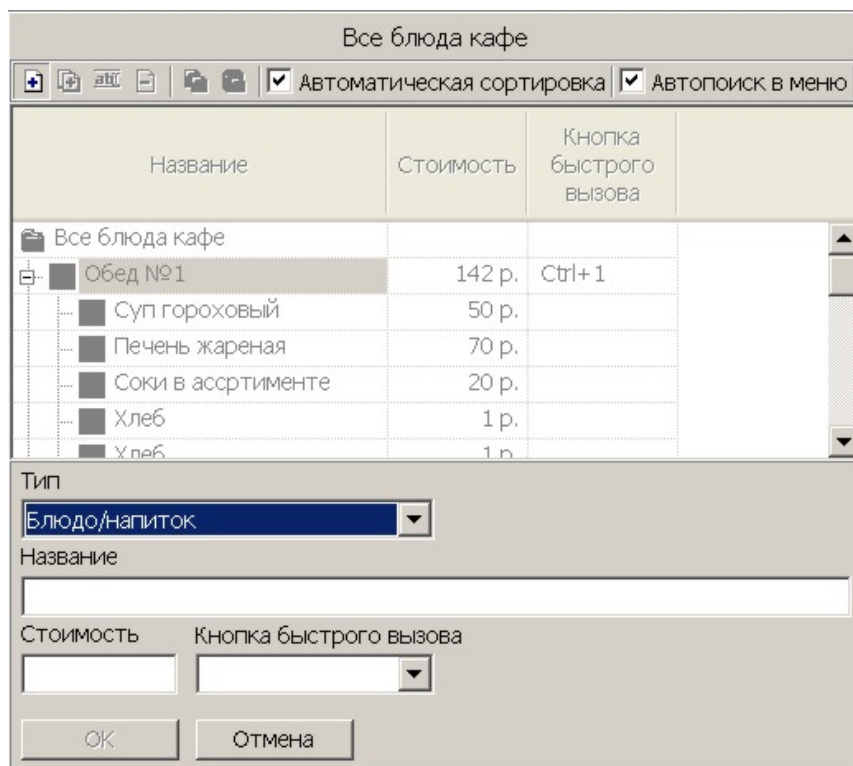 Все блюда кафе
Автоматическая сортировка Автопоиск в меню
Название Стоимость Кнопка быстрого вызова
Все блюда кафе
Обед №1 142 р. Ctrl+1
Суп гороховый 50 р.
Печень жареная 70 р.
Соки в ассртименте 20 р.
Хлеб 1 р.
Хлеб 1 р.
Тип
Блюдо/напиток
Название
Стоимость Кнопка быстрого вызова
OK Отмена